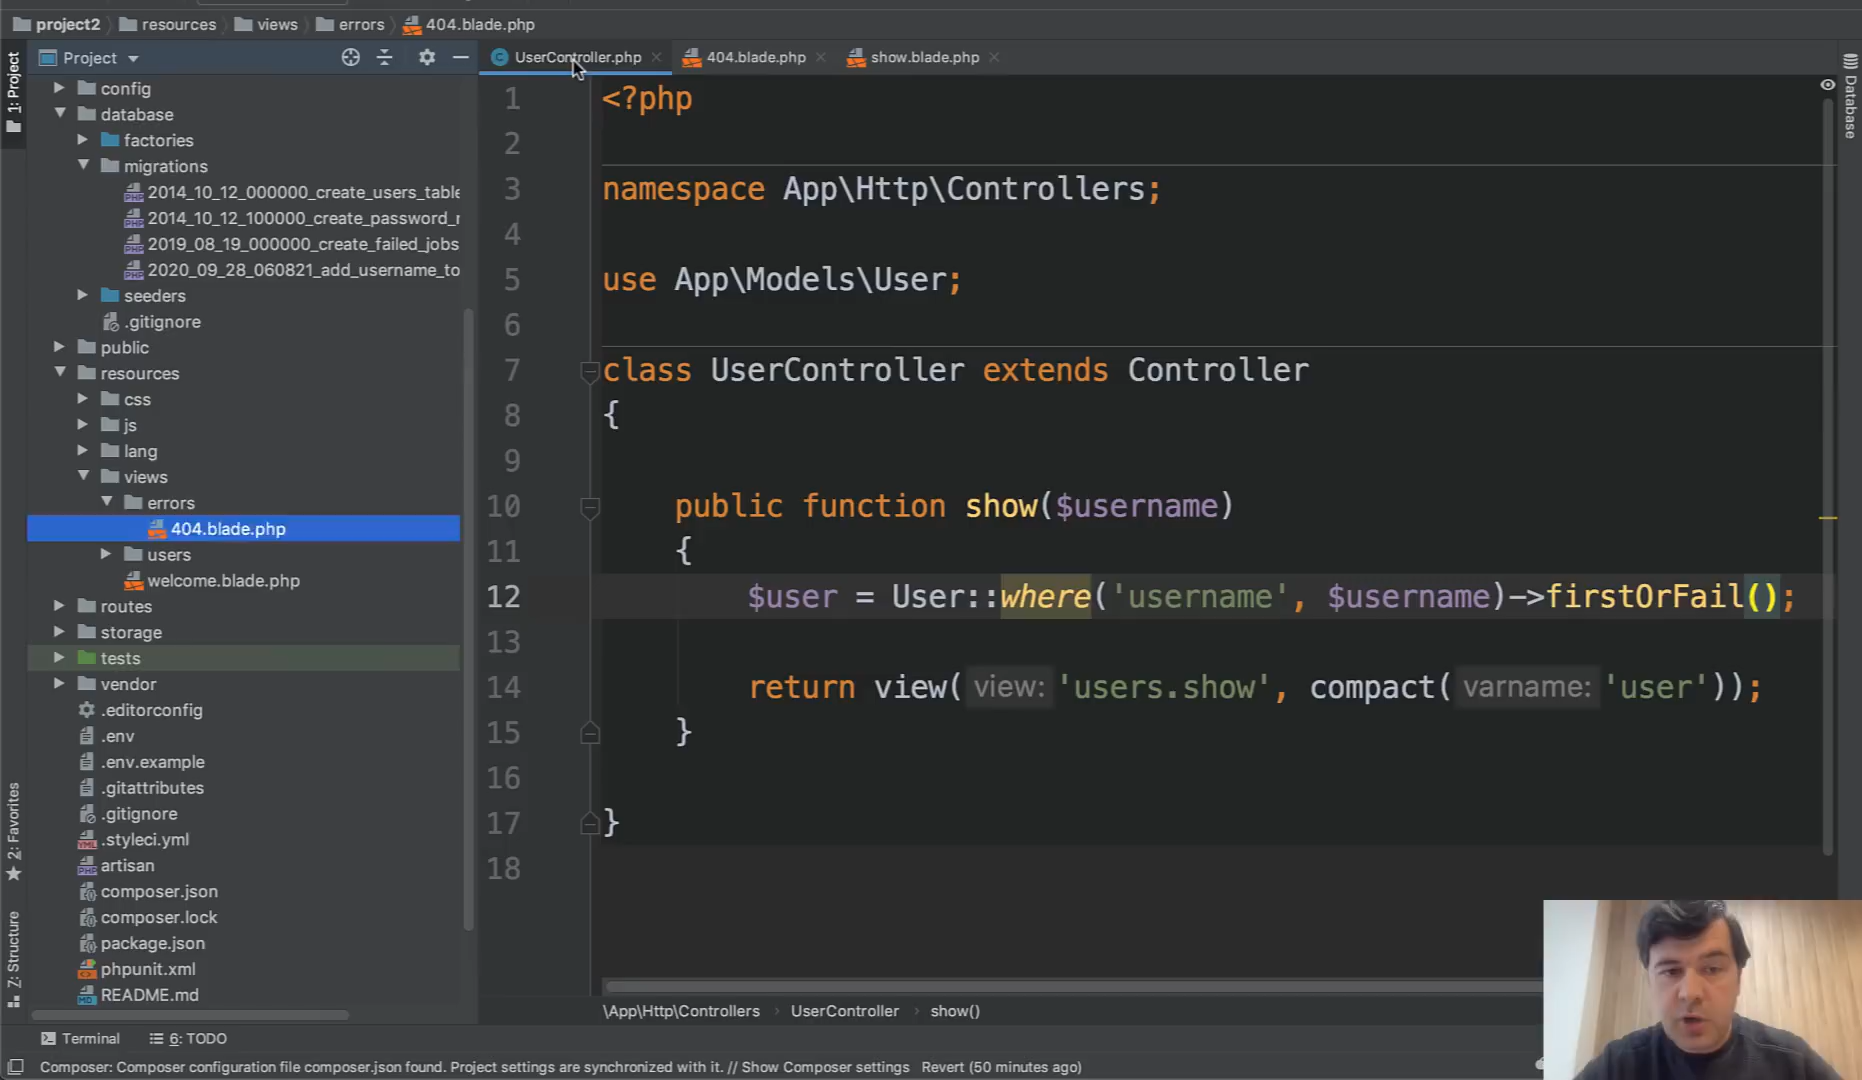 project2 resources views errors 404.blade.php
Project
UserController.php 404.blade.php show.blade.php
1: Project
2: Favorites
Z: Structure
Database
config
database
factories
migrations
2014_10_12_000000_create_users_table
2014_10_12_100000_create_password_r
2019_08_19_000000_create_failed_jobs
2020_09_28_060821_add_username_to
seeders
.gitignore
public
resources
css
js
lang
views
errors
404.blade.php
users
welcome.blade.php
routes
storage
tests
vendor
.editorconfig
.env
.env.example
.gitattributes
.gitignore
.styleci.yml
artisan
composer.json
composer.lock
package.json
phpunit.xml
README.md
1 <?php
2
3 namespace App\Http\Controllers;
4
5 use App\Models\User;
6
7 class UserController extends Controller
8 {
9
10 public function show($username)
11 {
12 $user = User::where('username', $username)->firstOrFail();
13
14 return view( view: 'users.show', compact( varname: 'user'));
15 }
16
17 }
18
\App\Http\Controllers › UserController › show()
Terminal 6: TODO
Composer: Composer configuration file composer.json found. Project settings are synchronized with it. // Show Composer settings Revert (50 minutes ago)